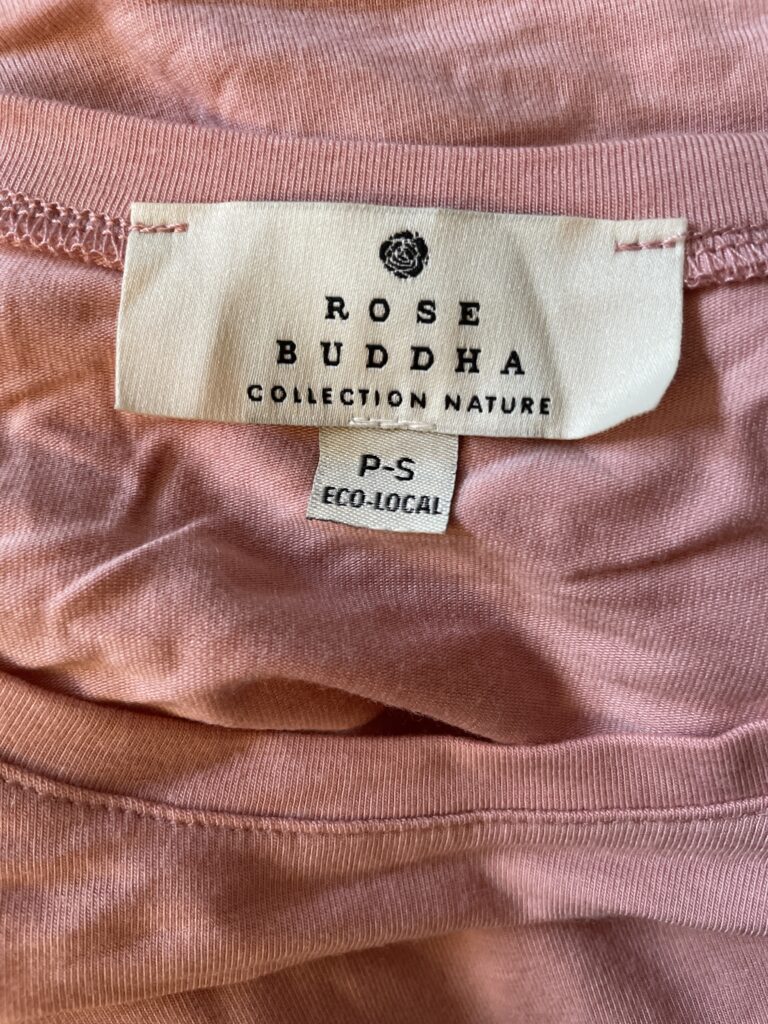 ROSE
BUDDHA
COLLECTION NATURE
P-S
ECO-LOCAL